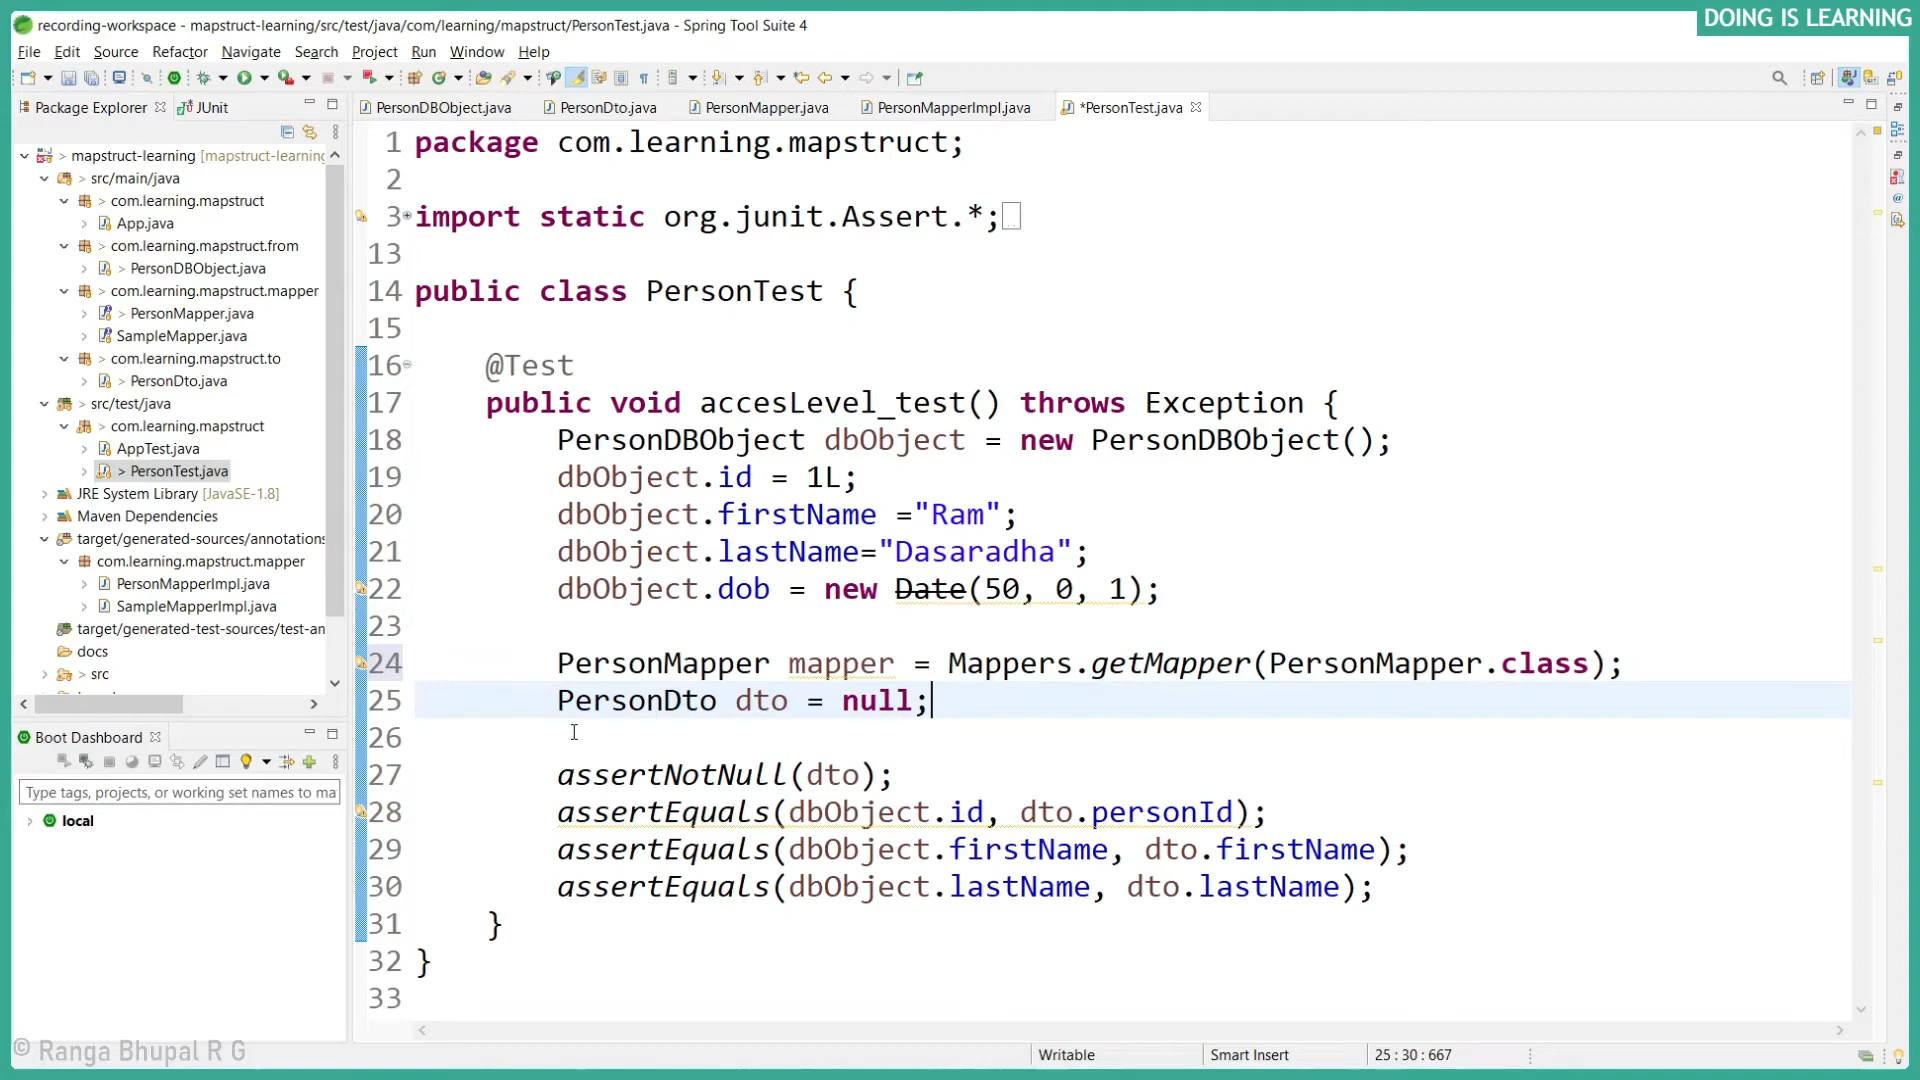 DOING IS LEARNING
recording-workspace - mapstruct-learning/src/test/java/com/learning/mapstruct/PersonTest.java - Spring Tool Suite 4
File Edit Source Refactor Navigate Search Project Run Window Help
Package Explorer JUnit
PersonDBObject.java PersonDto.java PersonMapper.java PersonMapperImpl.java *PersonTest.java
> mapstruct-learning [mapstruct-learning
> src/main/java
> com.learning.mapstruct
App.java
> com.learning.mapstruct.from
> PersonDBObject.java
> com.learning.mapstruct.mapper
> PersonMapper.java
SampleMapper.java
> com.learning.mapstruct.to
> PersonDto.java
> src/test/java
> com.learning.mapstruct
AppTest.java
> PersonTest.java
JRE System Library [JavaSE-1.8]
Maven Dependencies
target/generated-sources/annotations
com.learning.mapstruct.mapper
PersonMapperImpl.java
SampleMapperImpl.java
target/generated-test-sources/test-an
docs
> src
Boot Dashboard
Type tags, projects, or working set names to ma
local
1 package com.learning.mapstruct;
2
3 import static org.junit.Assert.*;
13
14 public class PersonTest {
15
16 @Test
17 public void accesLevel_test() throws Exception {
18 PersonDBObject dbObject = new PersonDBObject();
19 dbObject.id = 1L;
20 dbObject.firstName ="Ram";
21 dbObject.lastName="Dasaradha";
22 dbObject.dob = new Date(50, 0, 1);
23
24 PersonMapper mapper = Mappers.getMapper(PersonMapper.class);
25 PersonDto dto = null;
26
27 assertNotNull(dto);
28 assertEquals(dbObject.id, dto.personId);
29 assertEquals(dbObject.firstName, dto.firstName);
30 assertEquals(dbObject.lastName, dto.lastName);
31 }
32 }
33
© Ranga Bhupal R G
Writable Smart Insert 25 : 30 : 667